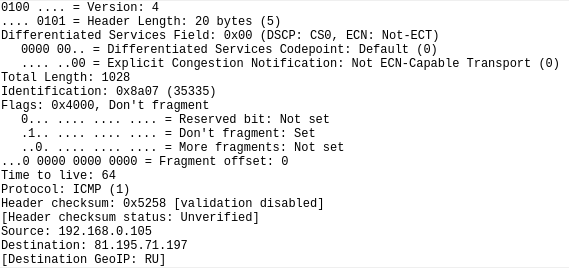 0100 .... = Version: 4
.... 0101 = Header Length: 20 bytes (5)
Differentiated Services Field: 0x00 (DSCP: CS0, ECN: Not-ECT)
0000 00.. = Differentiated Services Codepoint: Default (0)
.... ..00 = Explicit Congestion Notification: Not ECN-Capable Transport (0)
Total Length: 1028
Identification: 0x8a07 (35335)
Flags: 0x4000, Don't fragment
0... .... .... .... = Reserved bit: Not set
.1.. .... .... .... = Don't fragment: Set
..0. .... .... .... = More fragments: Not set
...0 0000 0000 0000 = Fragment offset: 0
Time to live: 64
Protocol: ICMP (1)
Header checksum: 0x5258 [validation disabled]
[Header checksum status: Unverified]
Source: 192.168.0.105
Destination: 81.195.71.197
[Destination GeoIP: RU]